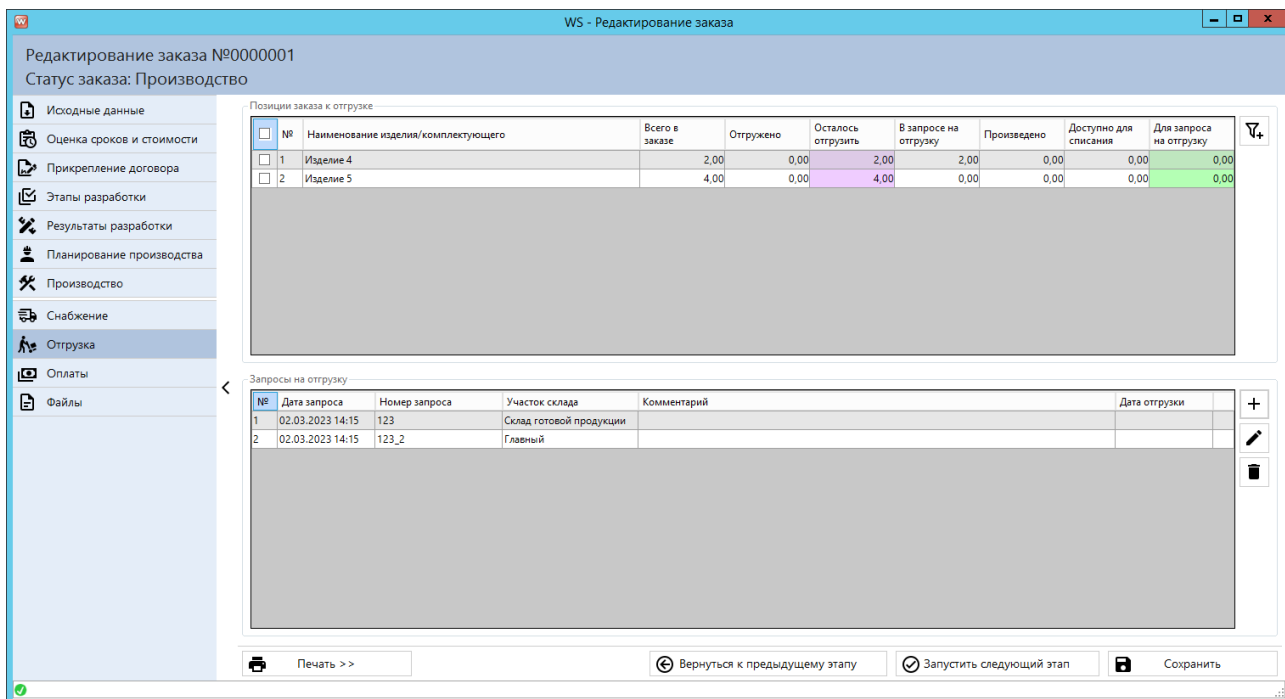 WS - Редактирование заказа
Редактирование заказа №0000001
Статус заказа: Производство
Исходные данные
Оценка сроков и стоимости
Прикрепление договора
Этапы разработки
Результаты разработки
Планирование производства
Производство
Снабжение
Отгрузка
Оплаты
Файлы
Позиции заказа к отгрузке
№ Наименование изделия/комплектующего Всего в заказе Отгружено Осталось отгрузить В запросе на отгрузку Произведено Доступно для списания Для запроса на отгрузку
1 Изделие 4 2,00 0,00 2,00 2,00 0,00 0,00 0,00
2 Изделие 5 4,00 0,00 4,00 0,00 0,00 0,00 0,00
Запросы на отгрузку
№ Дата запроса Номер запроса Участок склада Комментарий Дата отгрузки
1 02.03.2023 14:15 123 Склад готовой продукции
2 02.03.2023 14:15 123_2 Главный
Печать >> Вернуться к предыдущему этапу Запустить следующий этап Сохранить